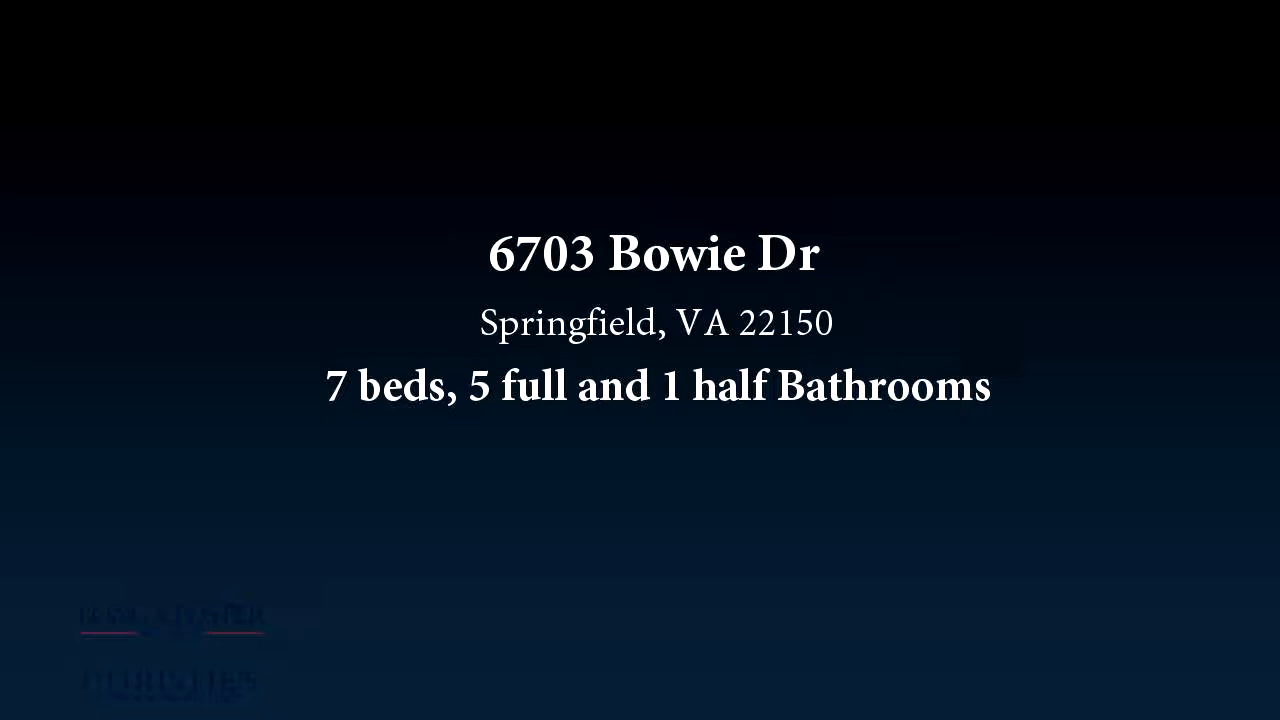 6703 Bowie Dr
Springfield, VA 22150
7 beds, 5 full and 1 half Bathrooms